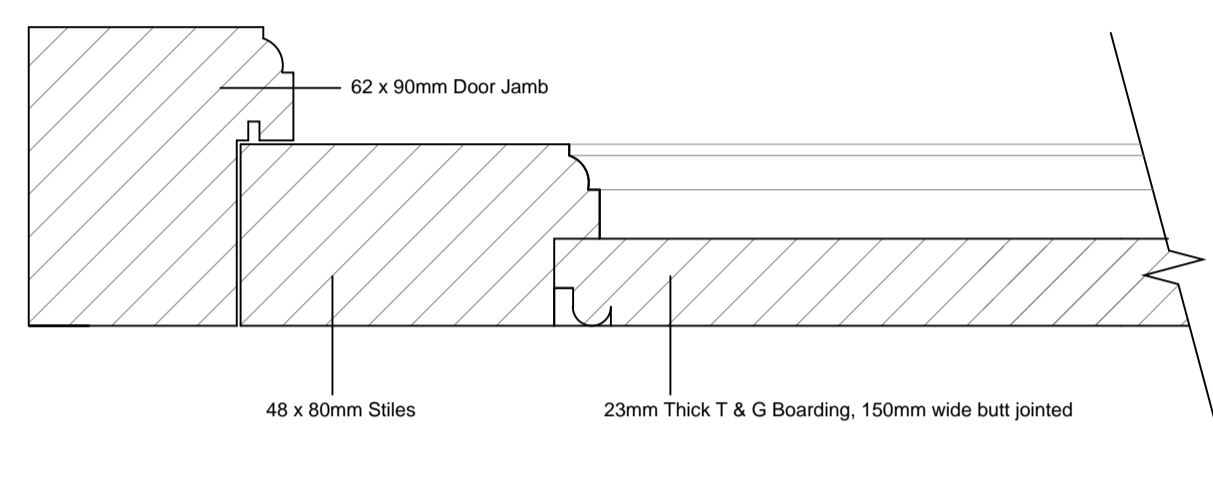 62 x 90mm Door Jamb
48 x 80mm Stiles
23mm Thick T & G Boarding, 150mm wide butt jointed